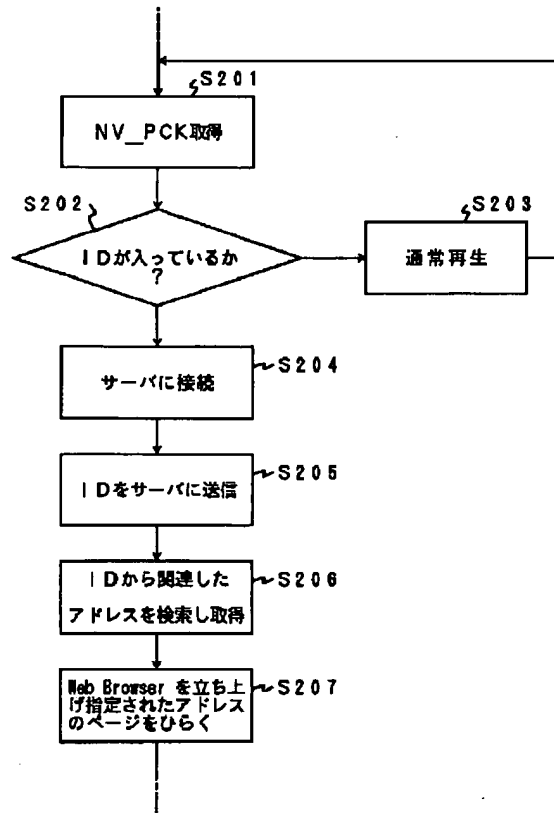 S201
NV_PCK取得
S202
IDが入っているか
?
S203
通常再生
サーバに接続
S204
IDをサーバに送信
S205
IDから関連した
アドレスを検索し取得
S206
Web Browser を立ち上
げ指定されたアドレス
のページをひらく
S207